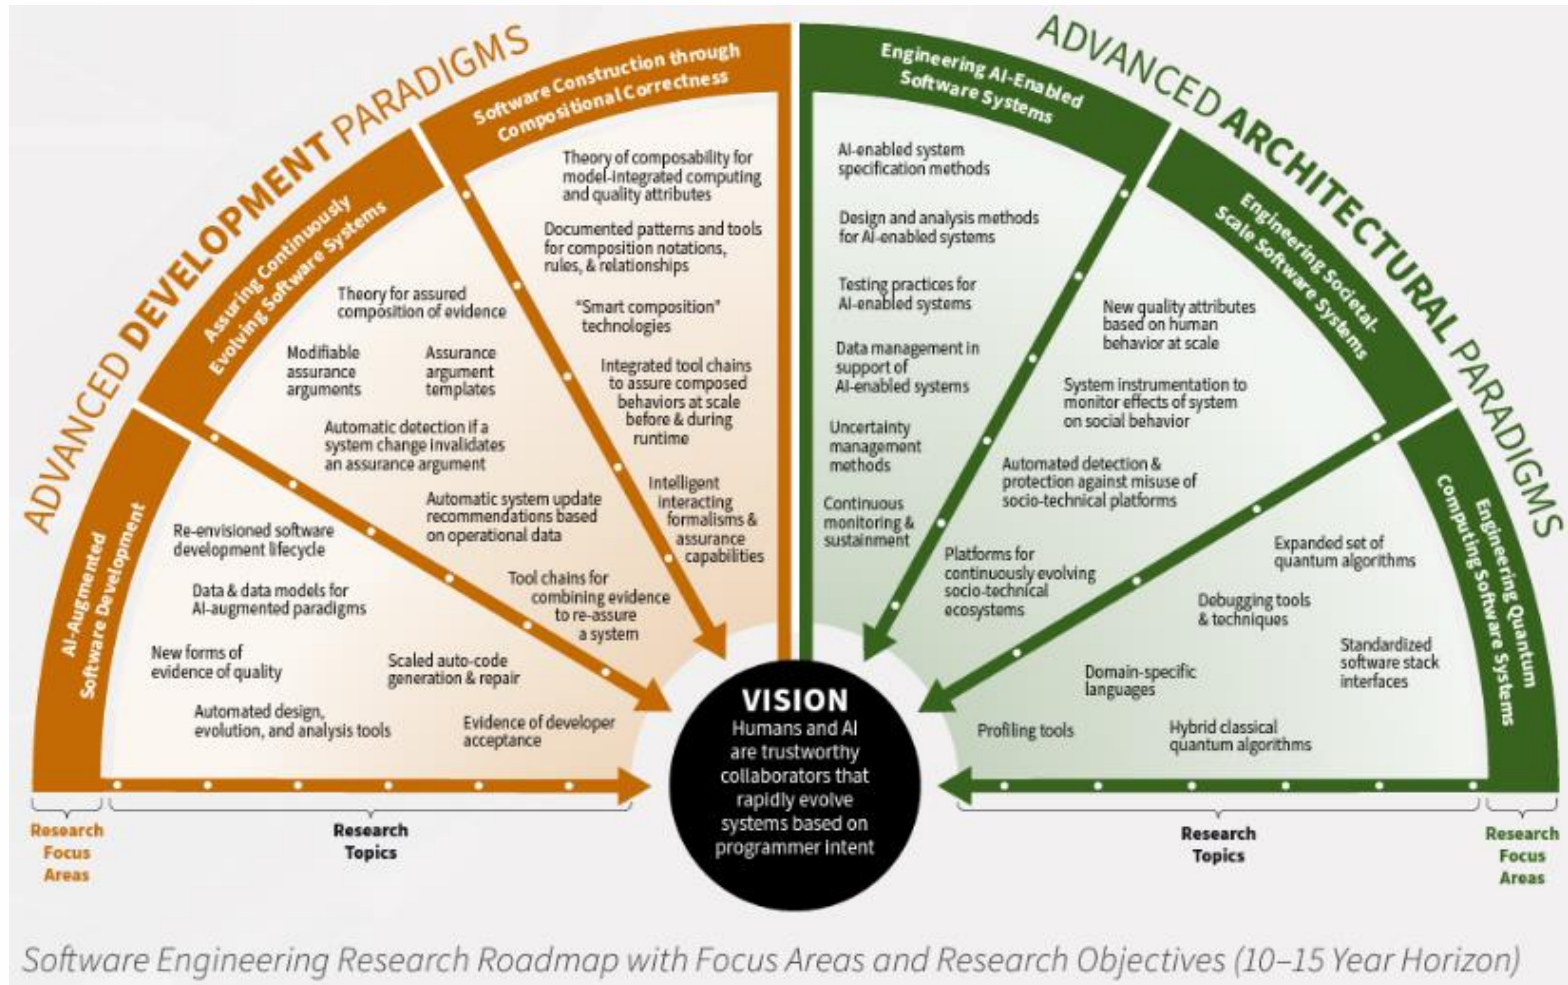 ADVANCED DEVELOPMENT PARADIGMS
AI-Augmented
Software Development
Re-envisioned software
development lifecycle
Data & data models for
AI-augmented paradigms
New forms of
evidence of quality
Scaled auto-code
generation & repair
Automated design,
evolution, and analysis tools
Evidence of developer
acceptance
Assuring Continuously
Evolving Software Systems
Theory for assured
composition of evidence
Modifiable
assurance
arguments
Assurance
argument
templates
Automatic detection if a
system change invalidates
an assurance argument
Automatic system update
recommendations based
on operational data
Tool chains for
combining evidence
to re-assure
a system
Software Construction through
Compositional Correctness
Theory of composability for
model-integrated computing
and quality attributes
Documented patterns and tools
for composition notations,
rules, & relationships
“Smart composition”
technologies
Integrated tool chains
to assure composed
behaviors at scale
before & during
runtime
Intelligent
interacting
formalisms &
assurance
capabilities
ADVANCED ARCHITECTURAL PARADIGMS
Engineering AI-Enabled
Software Systems
AI-enabled system
specification methods
Design and analysis methods
for AI-enabled systems
Testing practices for
AI-enabled systems
Data management in
support of
AI-enabled systems
Uncertainty
management
methods
Continuous
monitoring &
sustainment
Engineering Societal-
Scale Software Systems
New quality attributes
based on human
behavior at scale
System instrumentation to
monitor effects of system
on social behavior
Automated detection &
protection against misuse of
socio-technical platforms
Platforms for
continuously evolving
socio-technical
ecosystems
Engineering Quantum
Computing Software Systems
Expanded set of
quantum algorithms
Debugging tools
& techniques
Standardized
software stack
interfaces
Domain-specific
languages
Profiling tools
Hybrid classical
quantum algorithms
VISION
Humans and AI
are trustworthy
collaborators that
rapidly evolve
systems based on
programmer intent
Research
Focus
Areas
Research
Topics
Research
Topics
Research
Focus
Areas
Software Engineering Research Roadmap with Focus Areas and Research Objectives (10–15 Year Horizon)